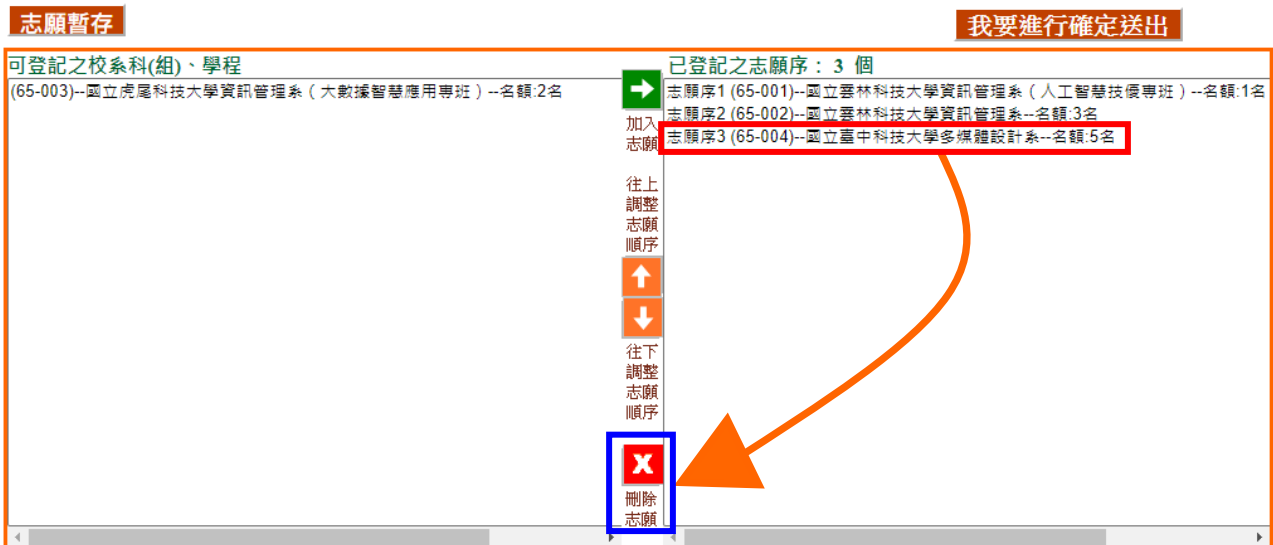 志願暫存
我要進行確定送出
可登記之校系科(組)、學程
(65-003)--國立虎尾科技大學資訊管理系（大數據智慧應用專班）--名額:2名
加入
志願
往上
調整
志願
順序
往下
調整
志願
順序
X
刪除
志願
已登記之志願序：3 個
志願序1 (65-001)--國立雲林科技大學資訊管理系（人工智慧技優專班）--名額:1名
志願序2 (65-002)--國立雲林科技大學資訊管理系--名額:3名
志願序3 (65-004)--國立臺中科技大學多媒體設計系--名額:5名